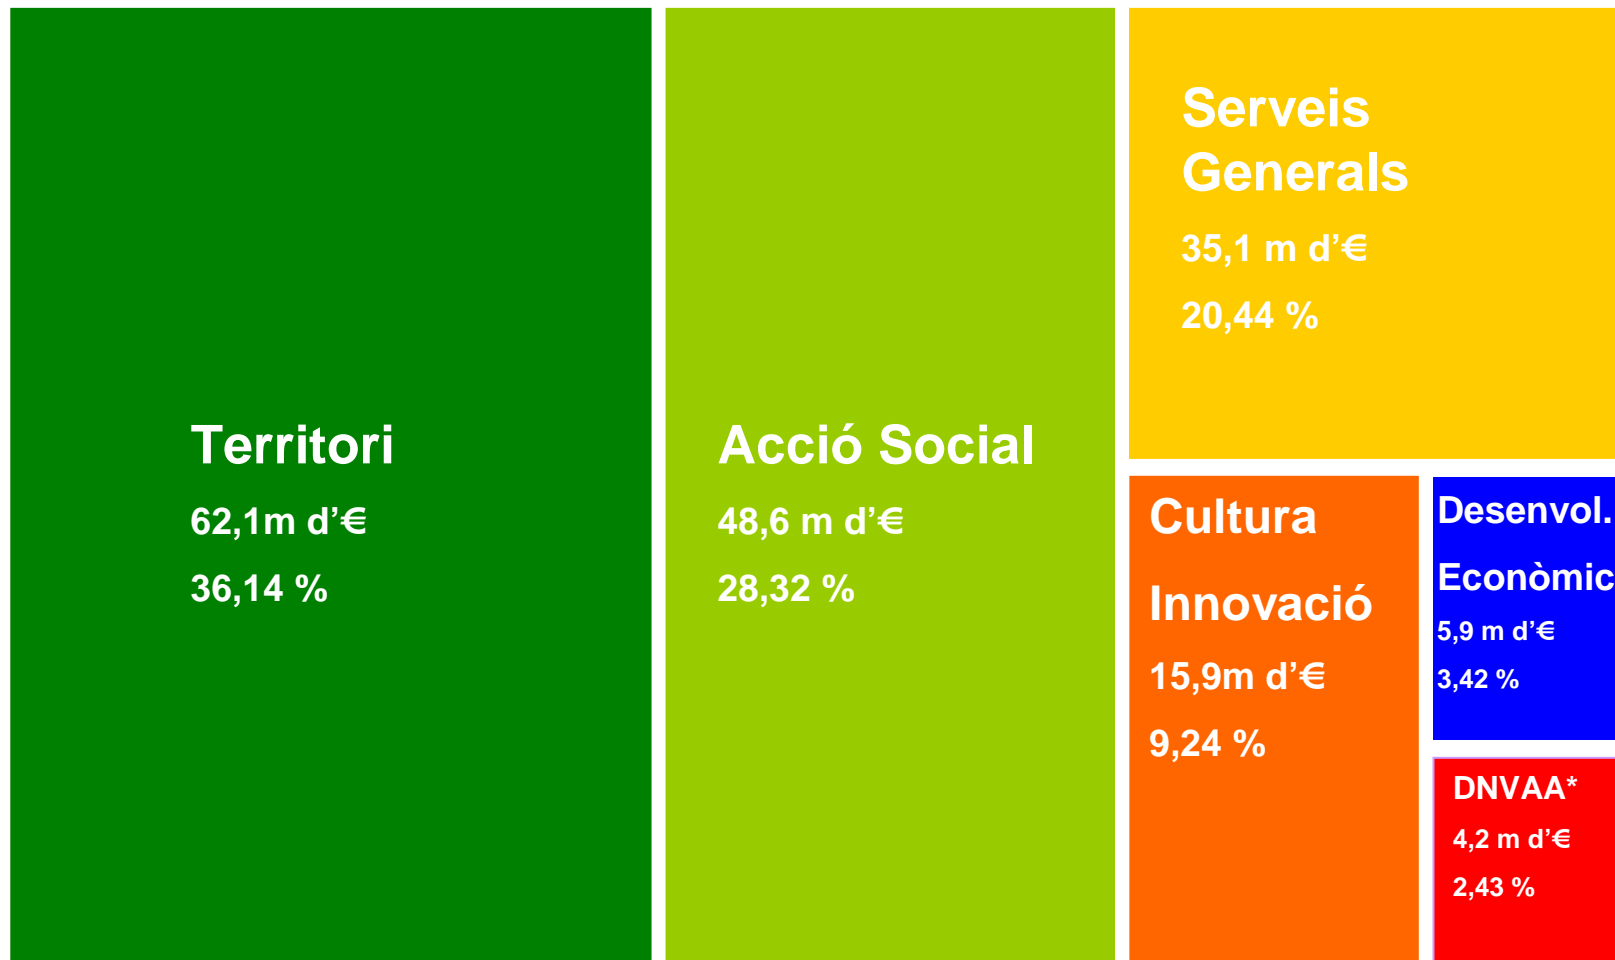 Territori
62,1m d’€
36,14 %
Acció Social
48,6 m d’€
28,32 %
Serveis
Generals
35,1 m d’€
20,44 %
Cultura
Innovació
15,9m d’€
9,24 %
Desenvol.
Econòmic
5,9 m d’€
3,42 %
DNVAA*
4,2 m d’€
2,43 %